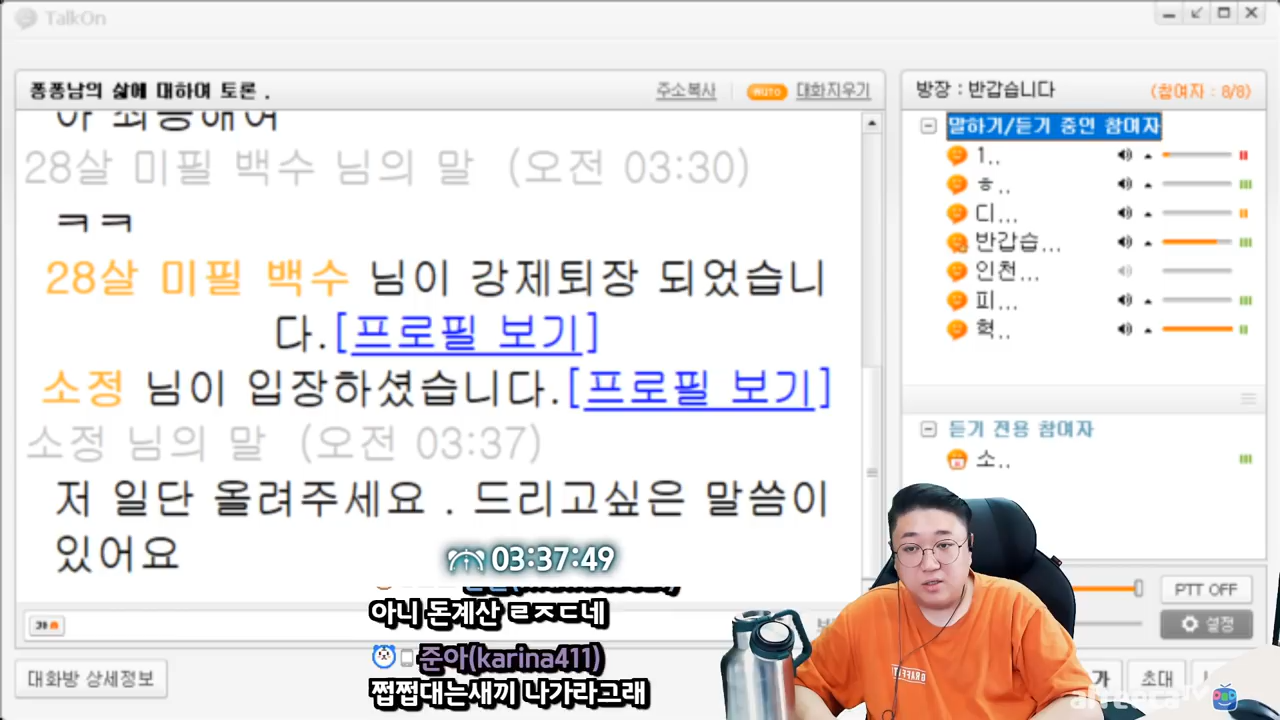 TalkOn
퐁퐁남의 삶에 대하여 토론 .
주소복사
AUTO
대화지우기
아 죄송해여
28살 미필 백수 님의 말 (오전 03:30)
ㅋㅋ
28살 미필 백수 님이 강제퇴장 되었습니
다.[프로필 보기]
소정 님이 입장하셨습니다.[프로필 보기]
소정 님의 말 (오전 03:37)
저 일단 올려주세요 . 드리고싶은 말씀이
있어요
03:37:49
아니 돈계산 ㄹㅈㄷ네
준아(karina411)
쩝쩝대는새끼 나가라그래
대화방 상세정보
방장 : 반갑습니다
(참여자 : 8/8)
말하기/듣기 중인 참여자
1..
ㅎ..
디...
반갑습...
인천...
피...
혁..
듣기 전용 참여자
소..
PTT OFF
설정
초대